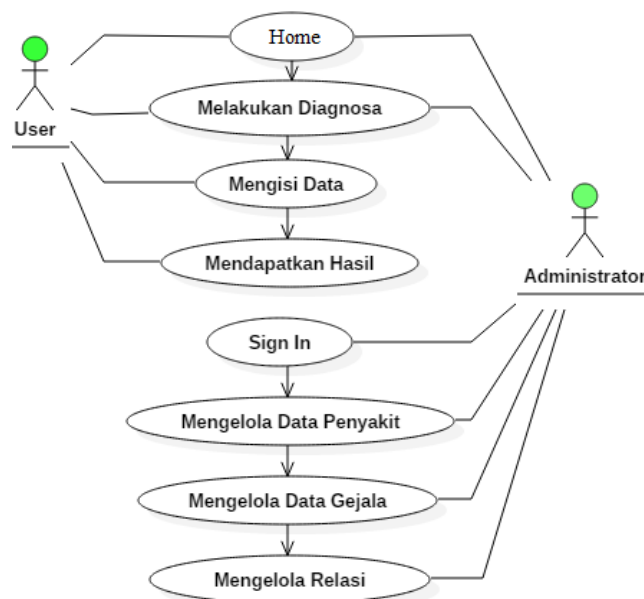 Home
Melakukan Diagnosa
User
Mengisi Data
Mendapatkan Hasil
Administrator
Sign In
Mengelola Data Penyakit
Mengelola Data Gejala
Mengelola Relasi